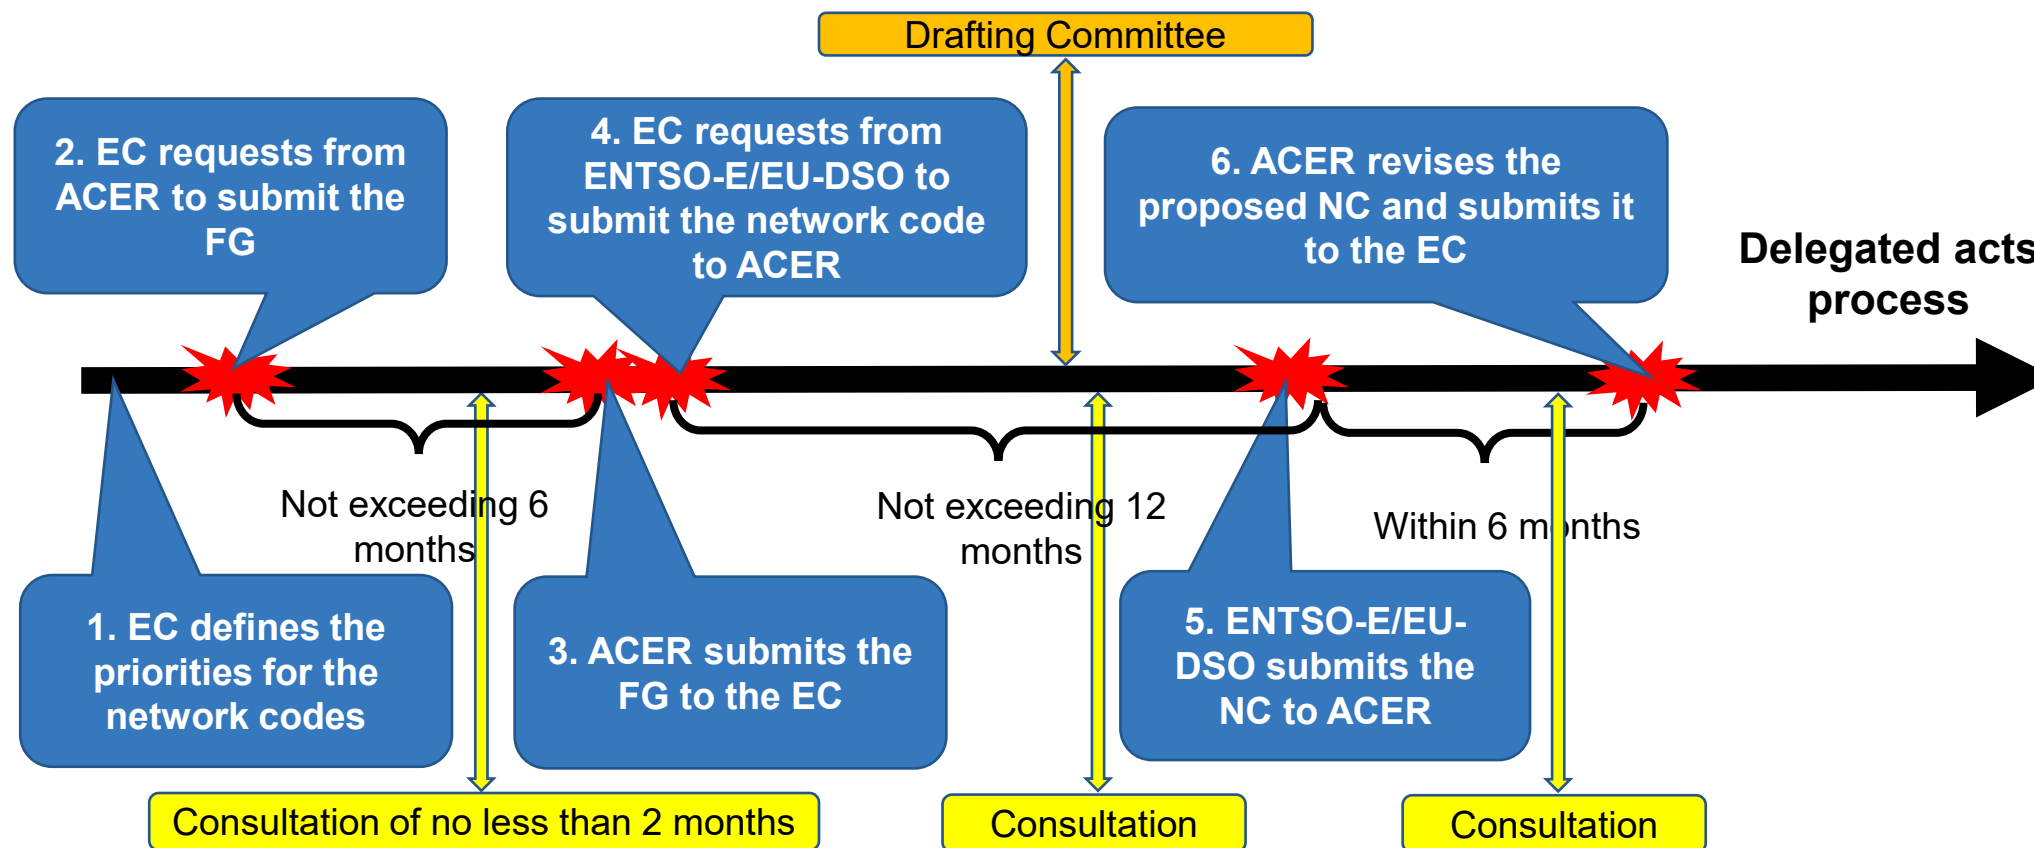 Drafting Committee
2. EC requests from
ACER to submit the
FG
4. EC requests from
ENTSO-E/EU-DSO to
submit the network code
to ACER
6. ACER revises the
proposed NC and submits it
to the EC
Delegated acts
process
Not exceeding 6
months
Not exceeding 12
months
Within 6 months
1. EC defines the
priorities for the
network codes
3. ACER submits the
FG to the EC
5. ENTSO-E/EU-
DSO submits the
NC to ACER
Consultation of no less than 2 months
Consultation
Consultation